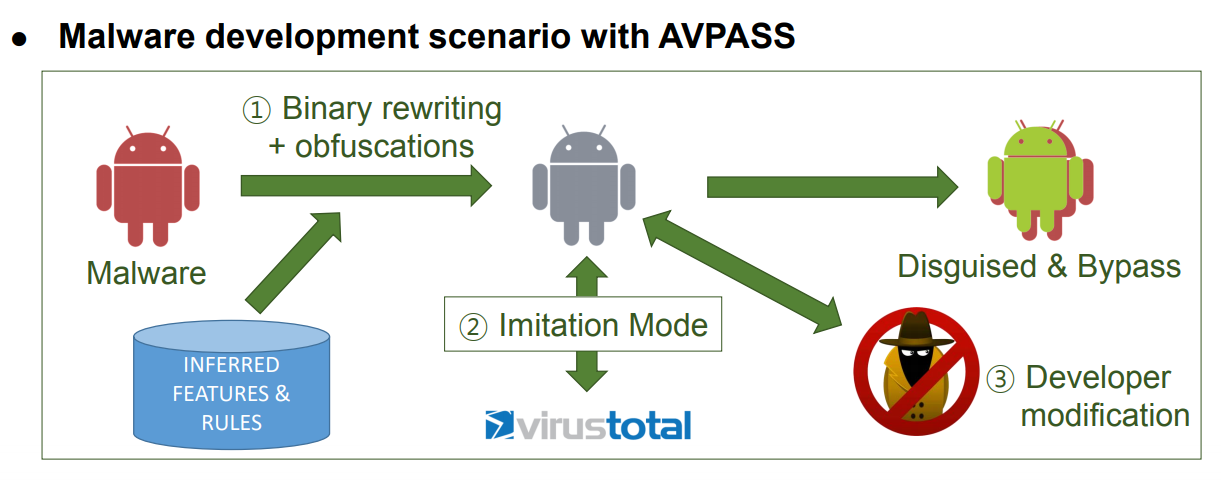 ● Malware development scenario with AVPASS
① Binary rewriting
+ obfuscations
Malware
Disguised & Bypass
② Imitation Mode
INFERRED
FEATURES &
RULES
③ Developer
modification
virustotal